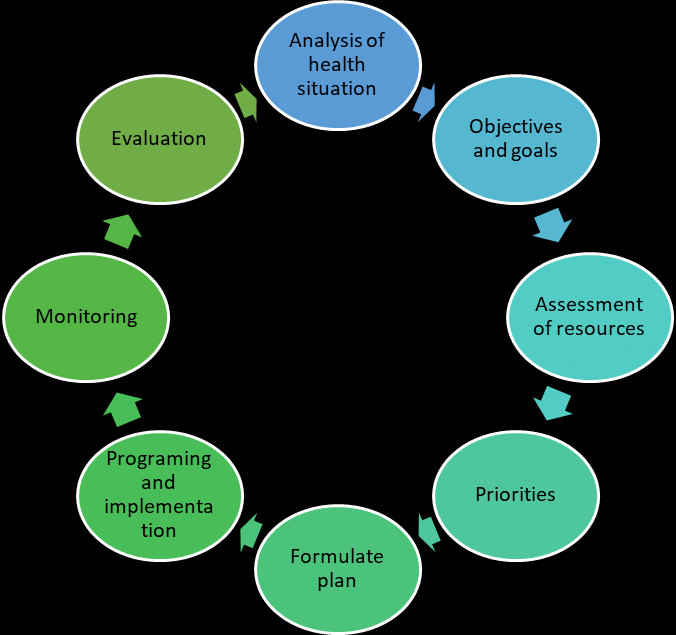 Analysis of
health
situation
Objectives
and goals
Assessment
of resources
Priorities
Formulate
plan
Programing
and
implementa
tion
Monitoring
Evaluation